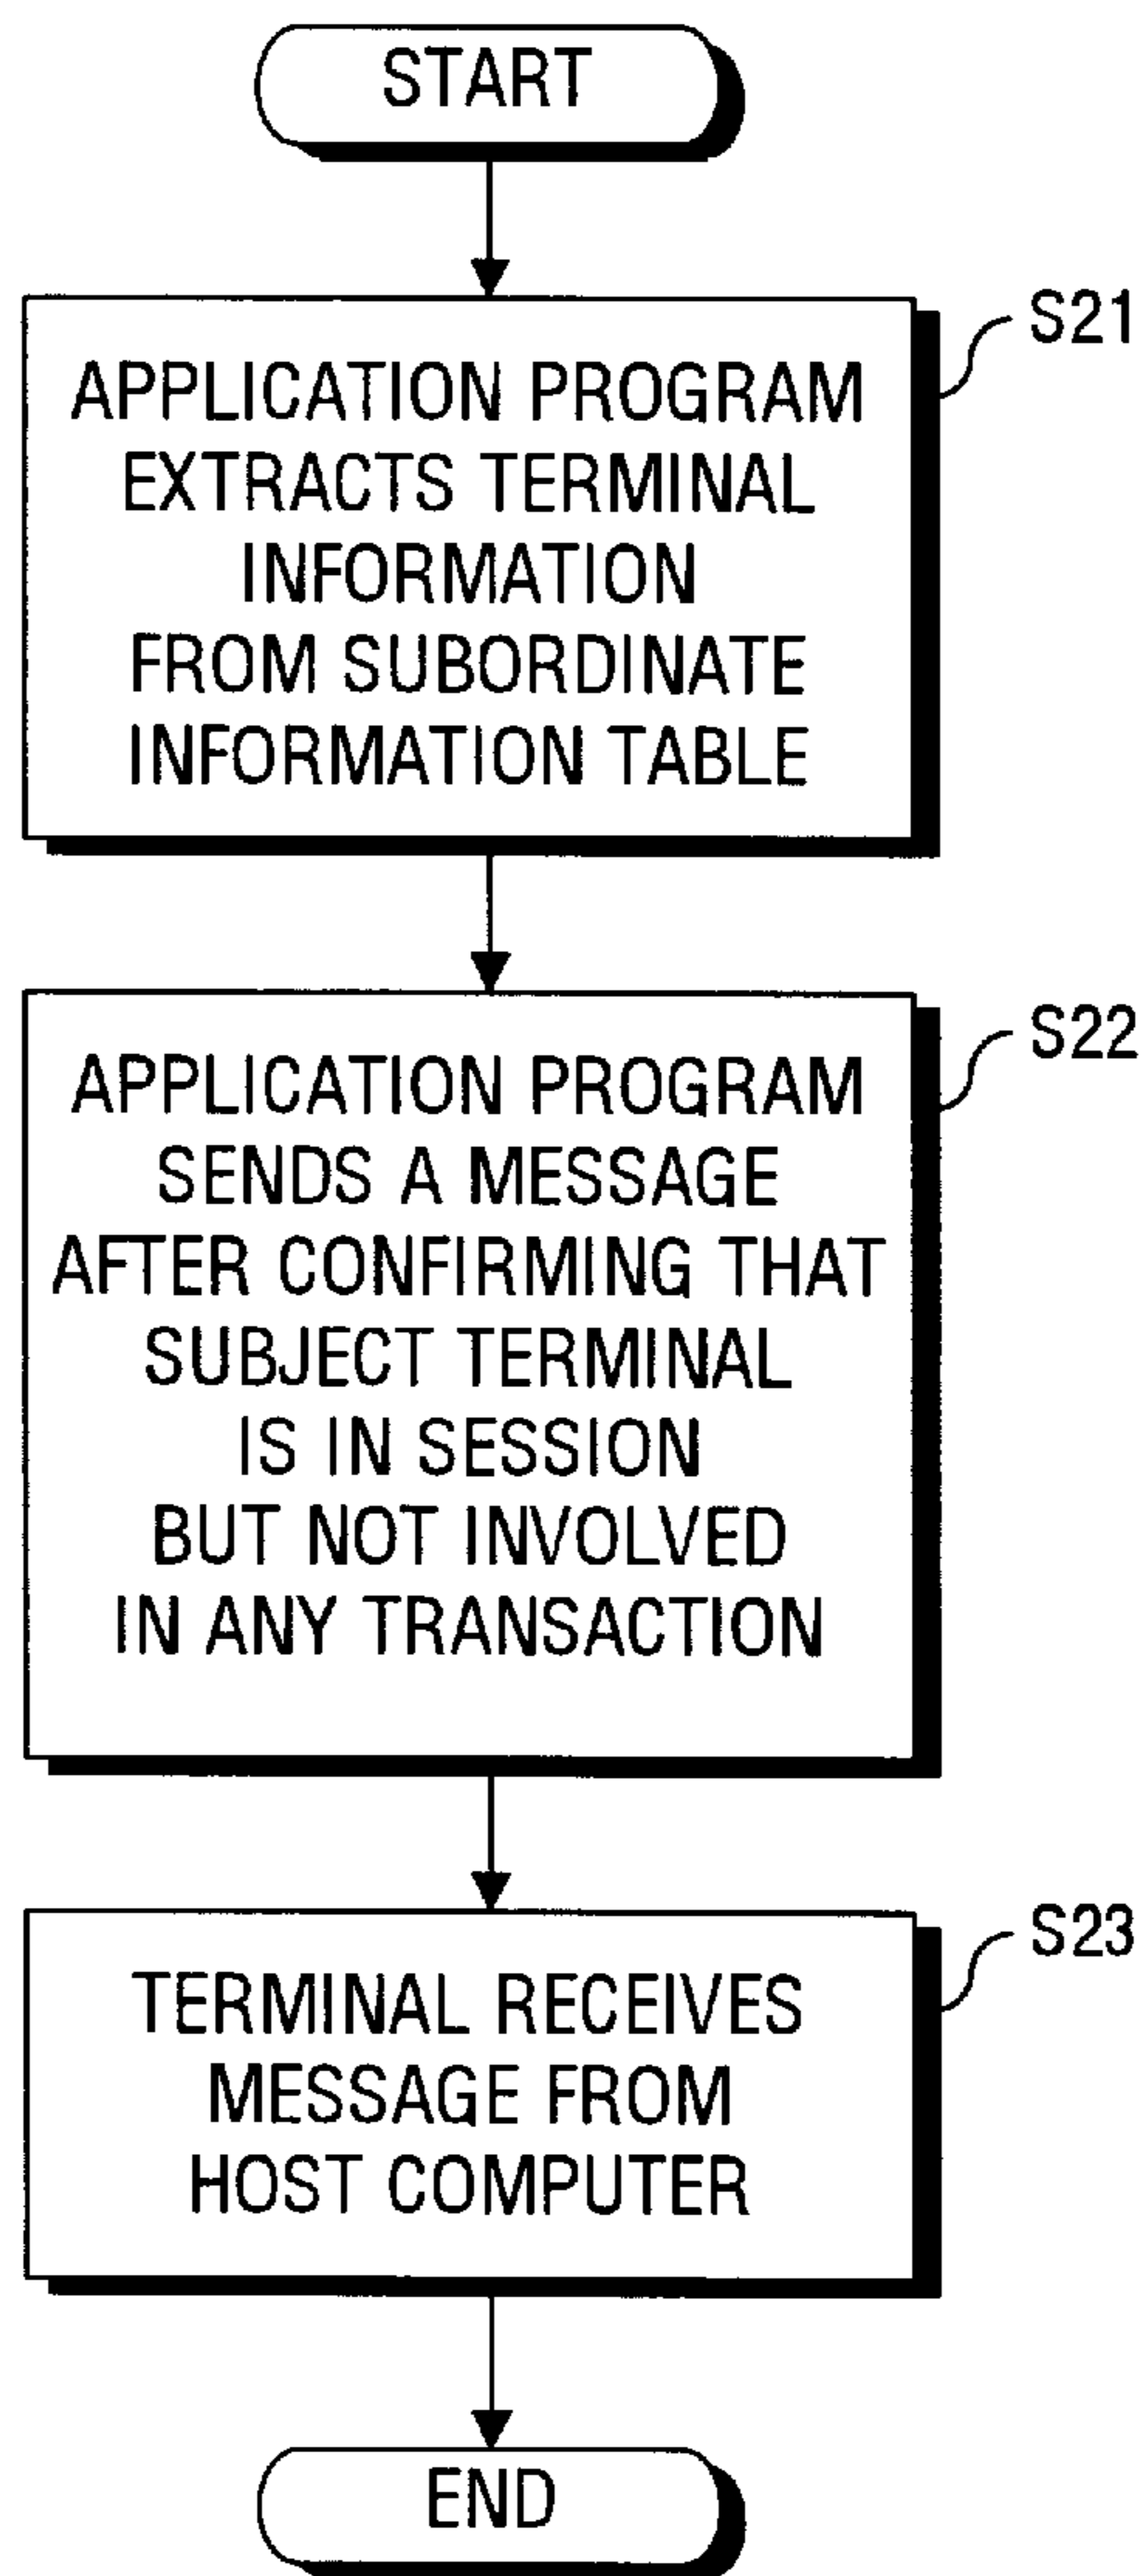 START
S21
APPLICATION PROGRAM
EXTRACTS TERMINAL
INFORMATION
FROM SUBORDINATE
INFORMATION TABLE
S22
APPLICATION PROGRAM
SENDS A MESSAGE
AFTER CONFIRMING THAT
SUBJECT TERMINAL
IS IN SESSION
BUT NOT INVOLVED
IN ANY TRANSACTION
S23
TERMINAL RECEIVES
MESSAGE FROM
HOST COMPUTER
END